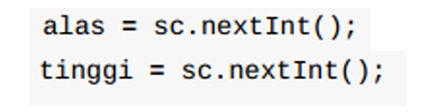 alas = sc.nextInt();
tinggi = sc.nextInt();